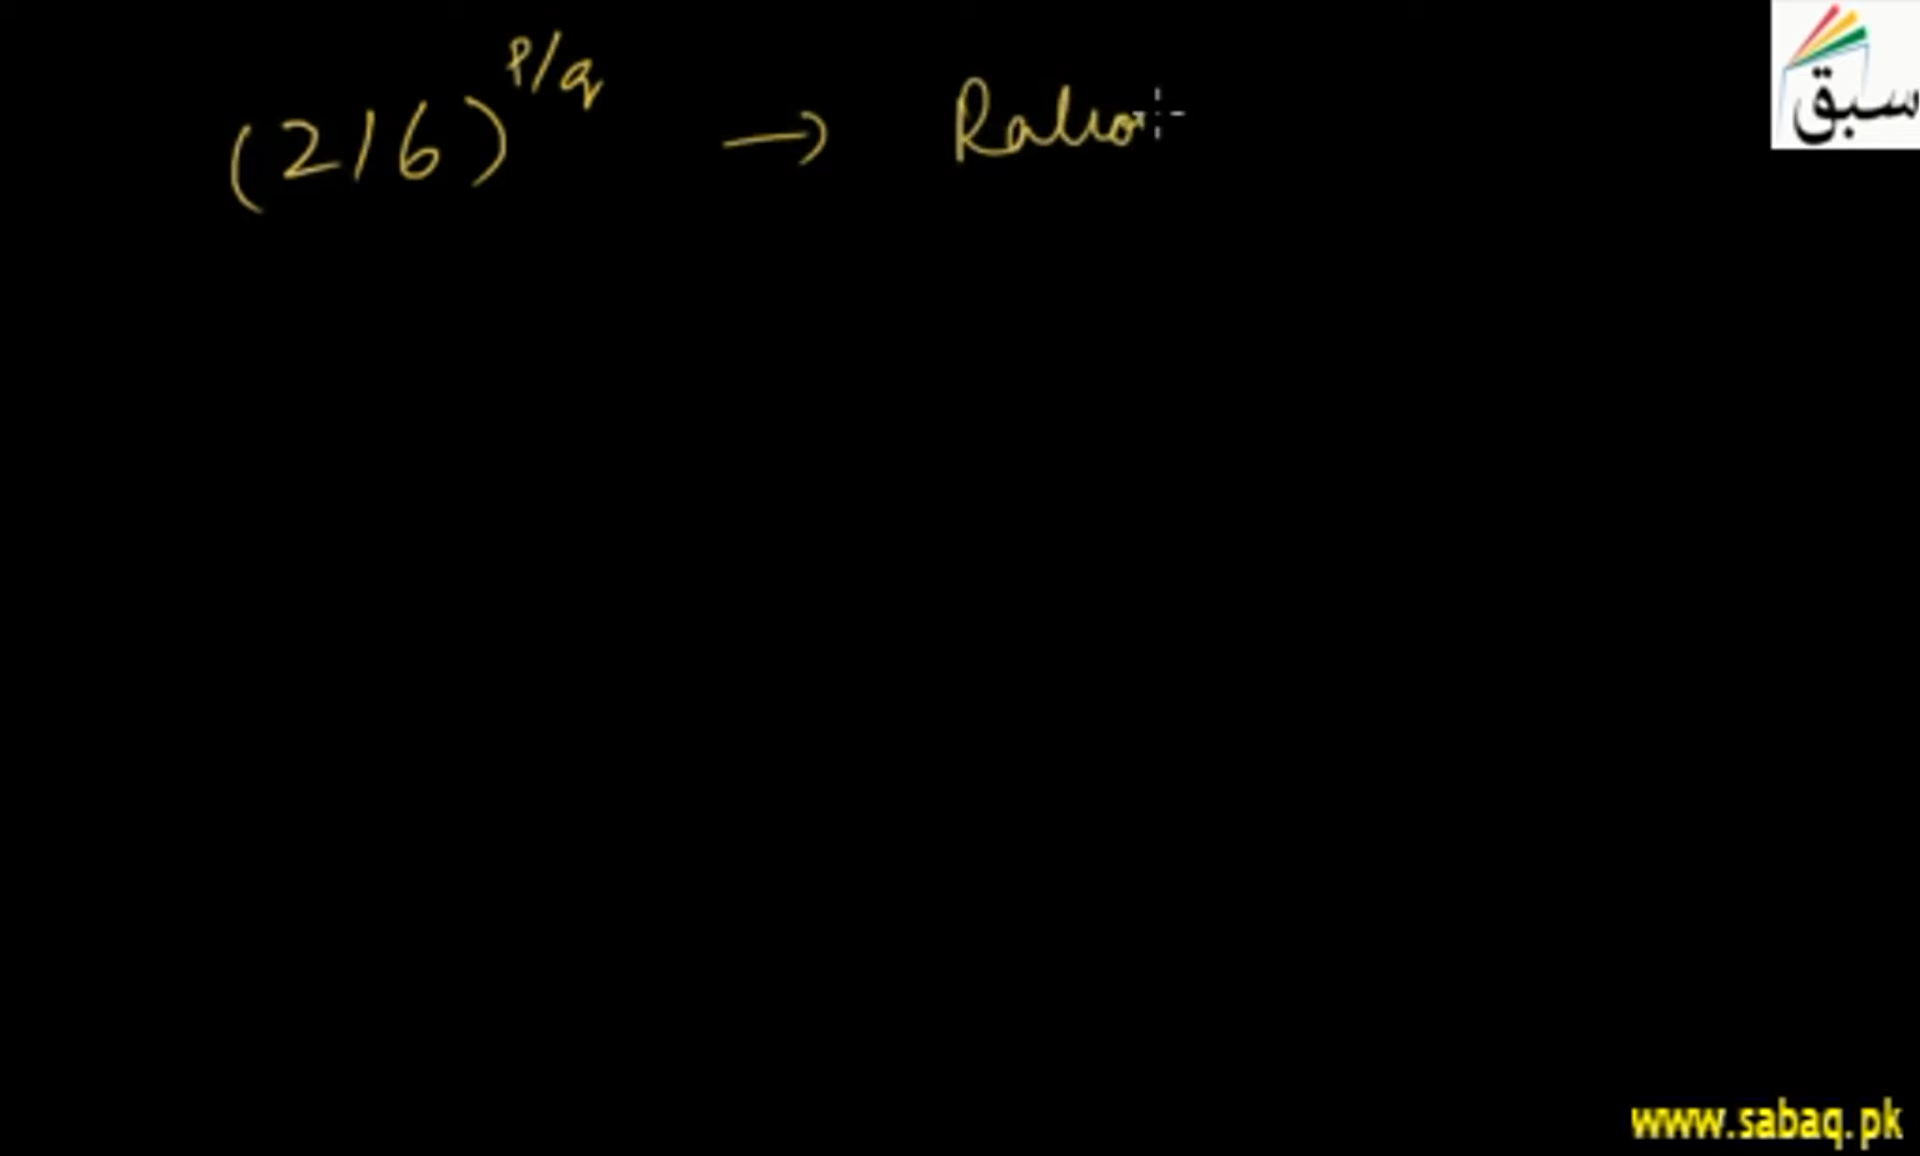 (216)^{p/q} → Ratio
سبق
www.sabaq.pk